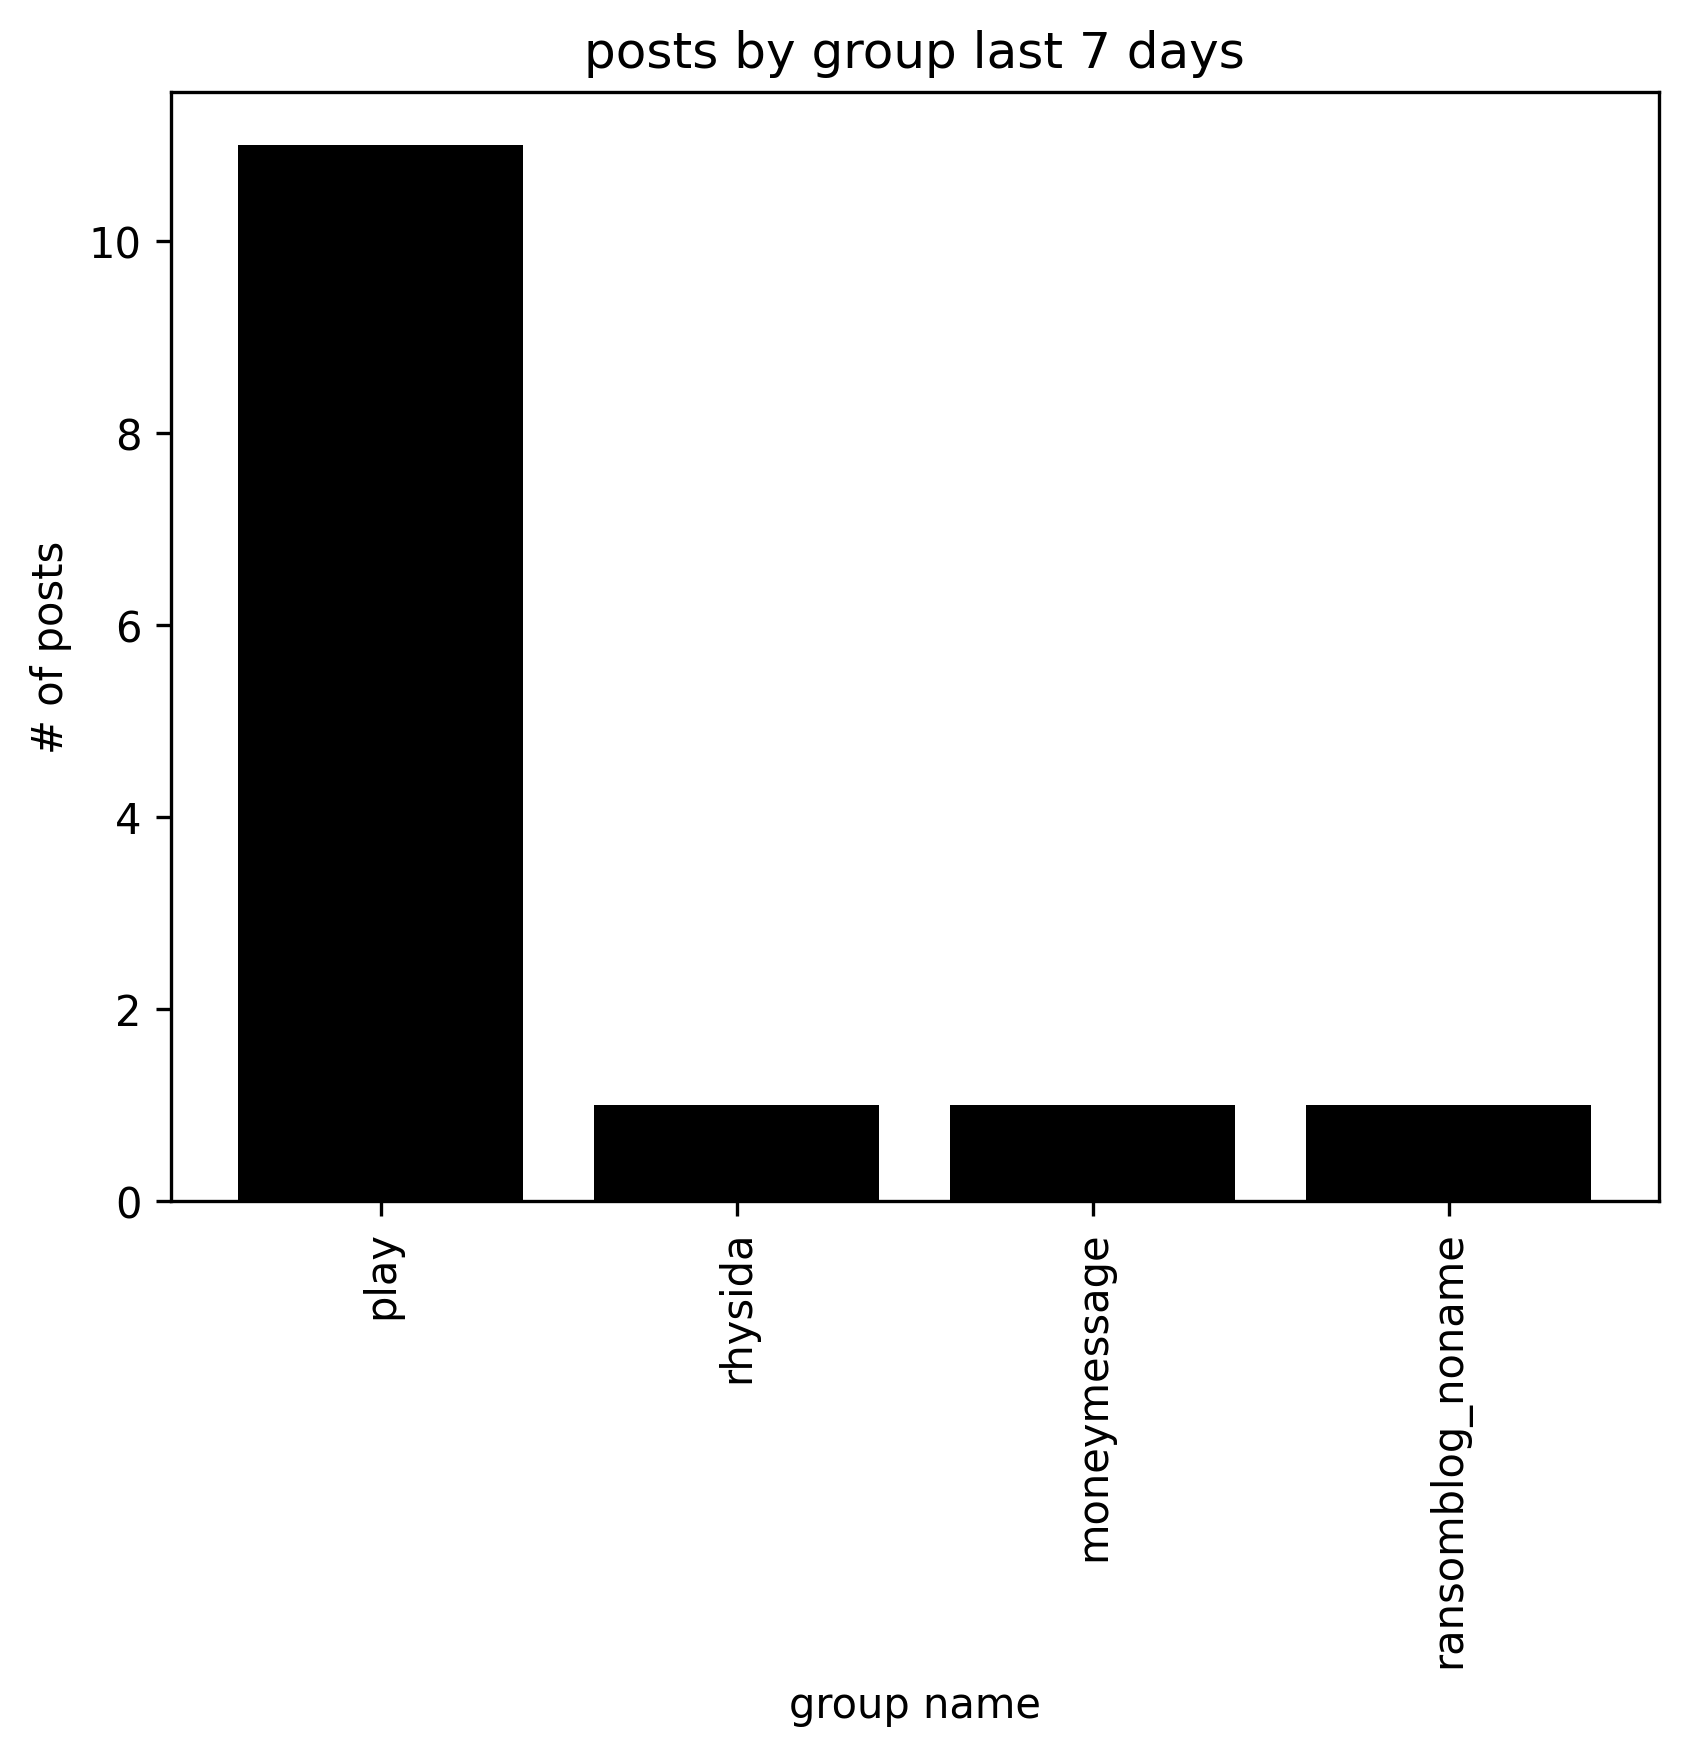 posts by group last 7 days
# of posts
10
8
6
4
2
0
play
rhysida
moneymessage
ransomblog_noname
group name